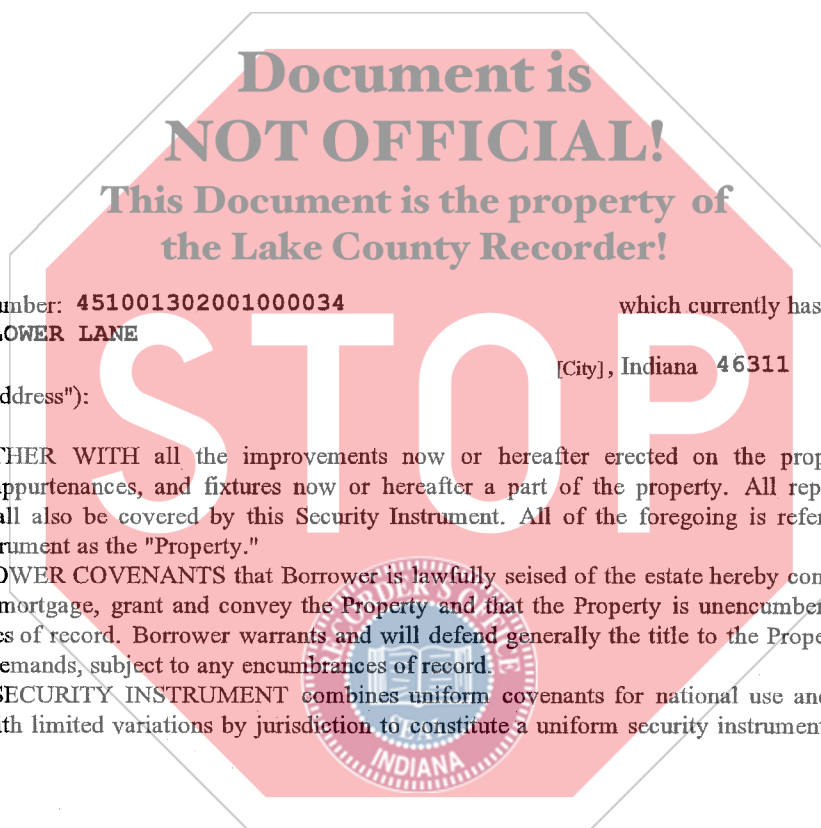 Document is
NOT OFFICIAL!
This Document is the property of
the Lake County Recorder!
umber: 451001302001000034 which currently has
LOWER LANE
[City], Indiana 46311
ddress"):
THER WITH all the improvements now or hereafter erected on the prop
appurtenances, and fixtures now or hereafter a part of the property. All rep
all also be covered by this Security Instrument. All of the foregoing is refer
rument as the "Property."
OWER COVENANTS that Borrower is lawfully seised of the estate hereby con
mortgage, grant and convey the Property and that the Property is unencumber
es of record. Borrower warrants and will defend generally the title to the Prope
emands, subject to any encumbrances of record.
SECURITY INSTRUMENT combines uniform covenants for national use and
ith limited variations by jurisdiction to constitute a uniform security instrument
STOP
RECORDER'S OFFICE
SEAL
INDIANA